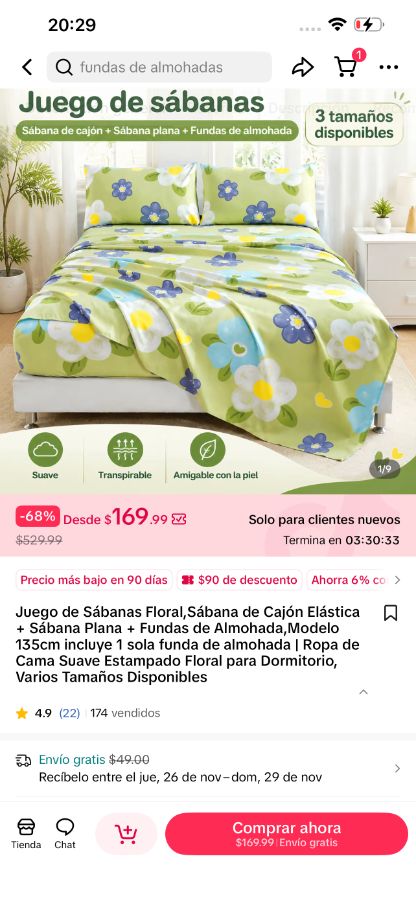 20:29
fundas de almohadas
1
Juego de sábanas
Sábana de cajón + Sábana plana + Fundas de almohada
3 tamaños
disponibles
Suave
Transpirable
Amigable con la piel
1/9
-68% Desde $169.99
Solo para clientes nuevos
$529.99
Termina en 03:30:33
Precio más bajo en 90 días
$90 de descuento
Ahorra 6% co
Juego de Sábanas Floral,Sábana de Cajón Elástica
+ Sábana Plana + Fundas de Almohada,Modelo
135cm incluye 1 sola funda de almohada | Ropa de
Cama Suave Estampado Floral para Dormitorio,
Varios Tamaños Disponibles
4.9 (22) 174 vendidos
Envío gratis $49.00
Recíbelo entre el jue, 26 de nov–dom, 29 de nov
Tienda
Chat
Comprar ahora
$169.99 | Envío gratis